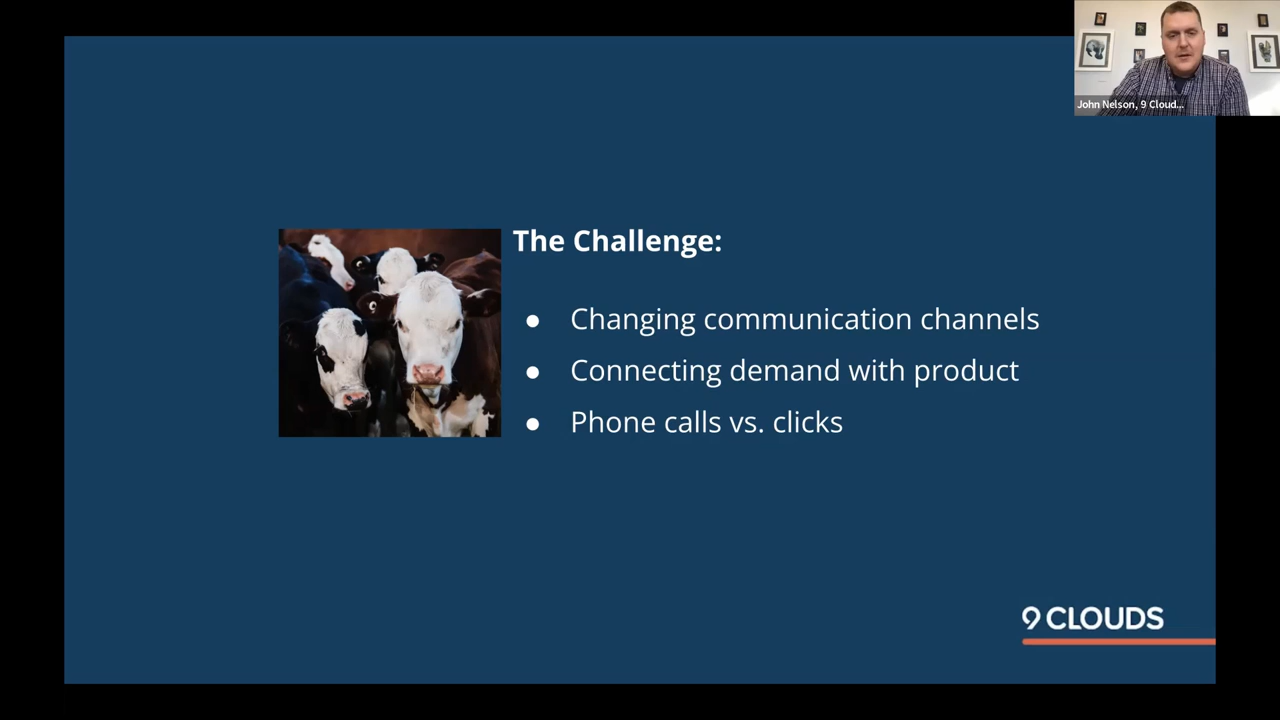 John Nelson, 9 Cloud...
The Challenge:
● Changing communication channels
● Connecting demand with product
● Phone calls vs. clicks
9 CLOUDS